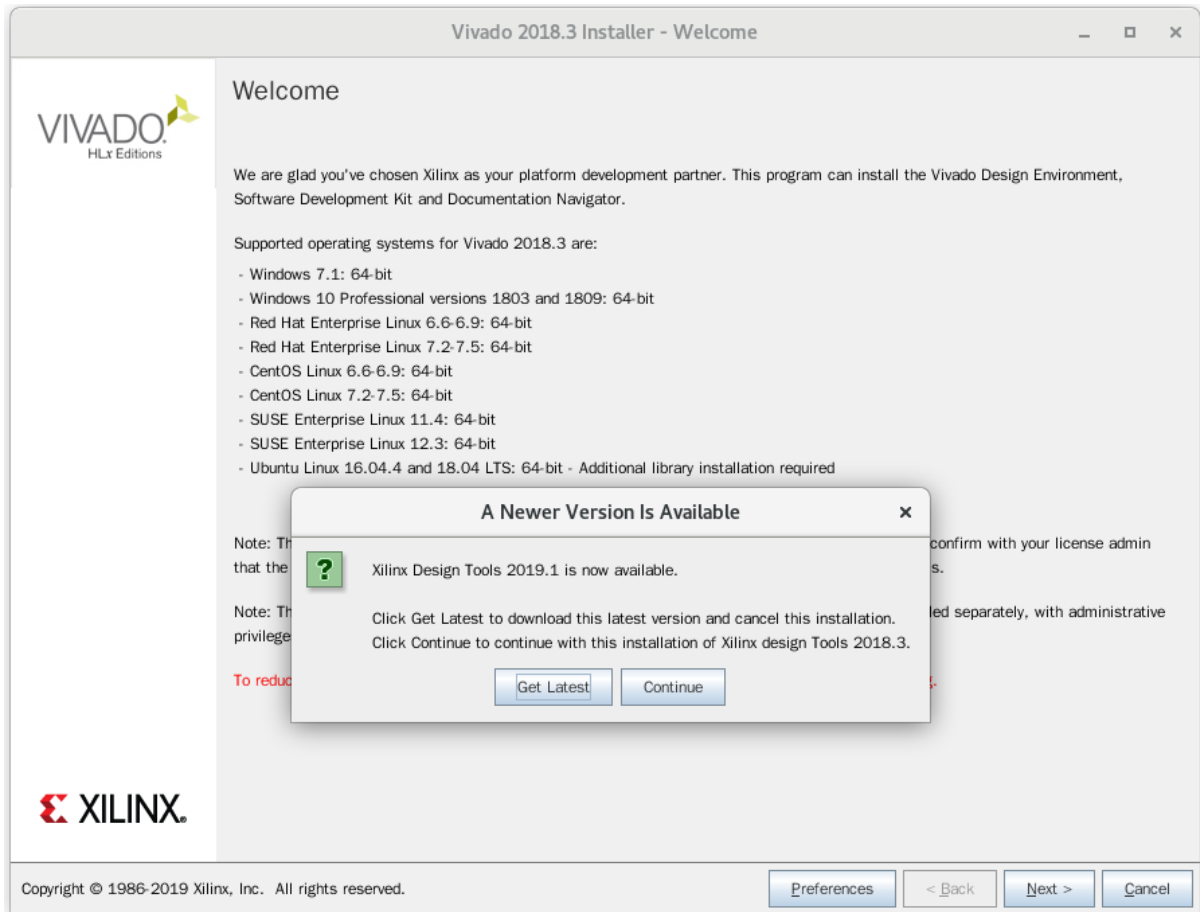 Vivado 2018.3 Installer - Welcome
VIVADO.
HLx Editions
Welcome
We are glad you've chosen Xilinx as your platform development partner. This program can install the Vivado Design Environment,
Software Development Kit and Documentation Navigator.
Supported operating systems for Vivado 2018.3 are:
- Windows 7.1: 64-bit
- Windows 10 Professional versions 1803 and 1809: 64-bit
- Red Hat Enterprise Linux 6.6-6.9: 64-bit
- Red Hat Enterprise Linux 7.2-7.5: 64-bit
- CentOS Linux 6.6-6.9: 64-bit
- CentOS Linux 7.2-7.5: 64-bit
- SUSE Enterprise Linux 11.4: 64-bit
- SUSE Enterprise Linux 12.3: 64-bit
- Ubuntu Linux 16.04.4 and 18.04 LTS: 64-bit - Additional library installation required
Note: confirm with your license admin
that the
Note: separately, with administrative
To
A Newer Version Is Available
Xilinx Design Tools 2019.1 is now available.
Click Get Latest to download this latest version and cancel this installation.
Click Continue to continue with this installation of Xilinx design Tools 2018.3.
Get Latest Continue
XILINX.
Copyright © 1986-2019 Xilinx, Inc. All rights reserved.
Preferences < Back Next > Cancel